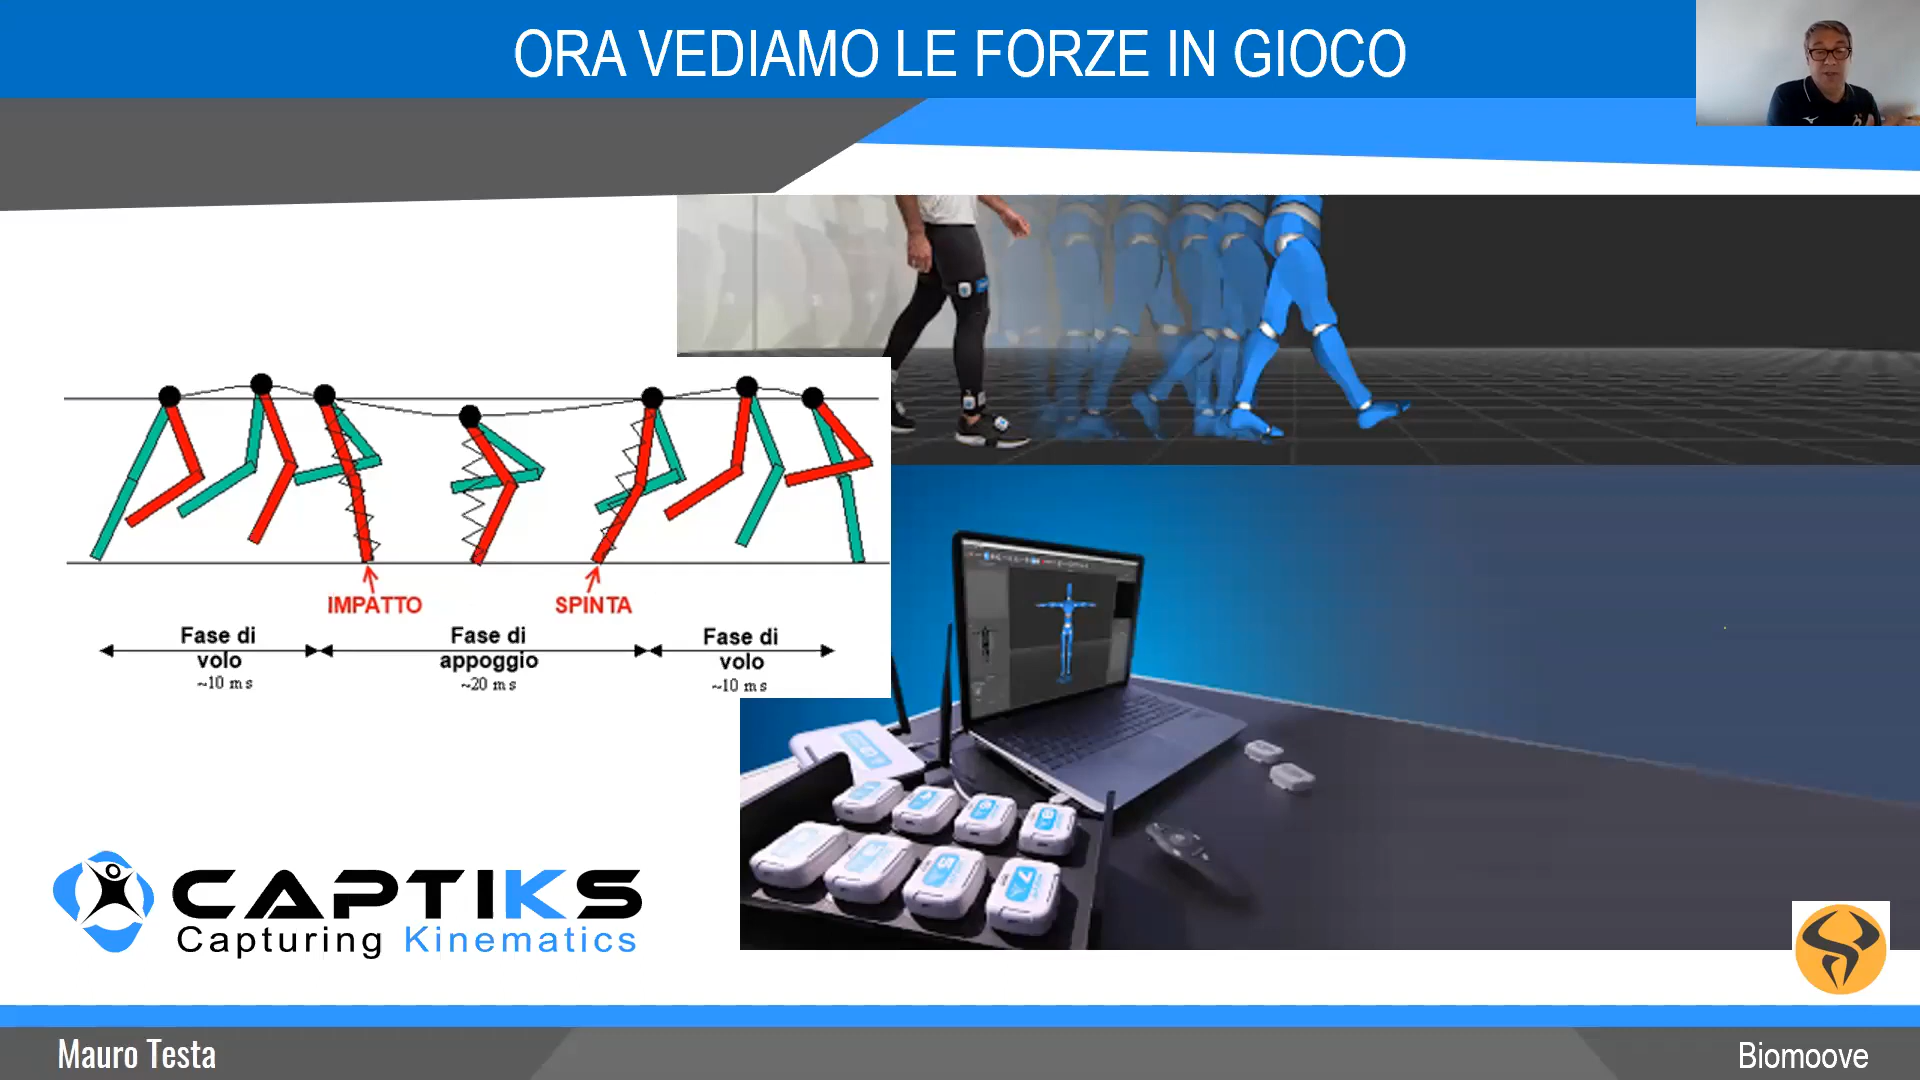 ORA VEDIAMO LE FORZE IN GIOCO
IMPATTO
SPINTA
Fase di
volo
~10 ms
Fase di
appoggio
~20 ms
Fase di
volo
~10 ms
CAPTIKS
Capturing Kinematics
Mauro Testa
Biomoove